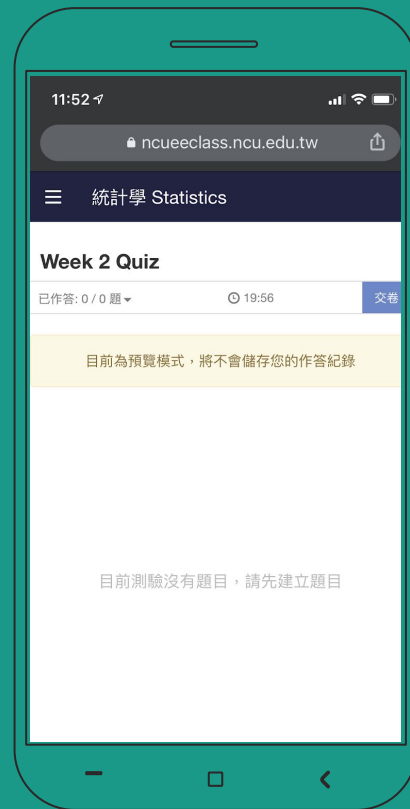 11:52
ncueeclass.ncu.edu.tw
統計學 Statistics
Week 2 Quiz
已作答: 0 / 0 題 19:56 交卷
目前為預覽模式,將不會儲存您的作答紀錄
目前測驗沒有題目,請先建立題目